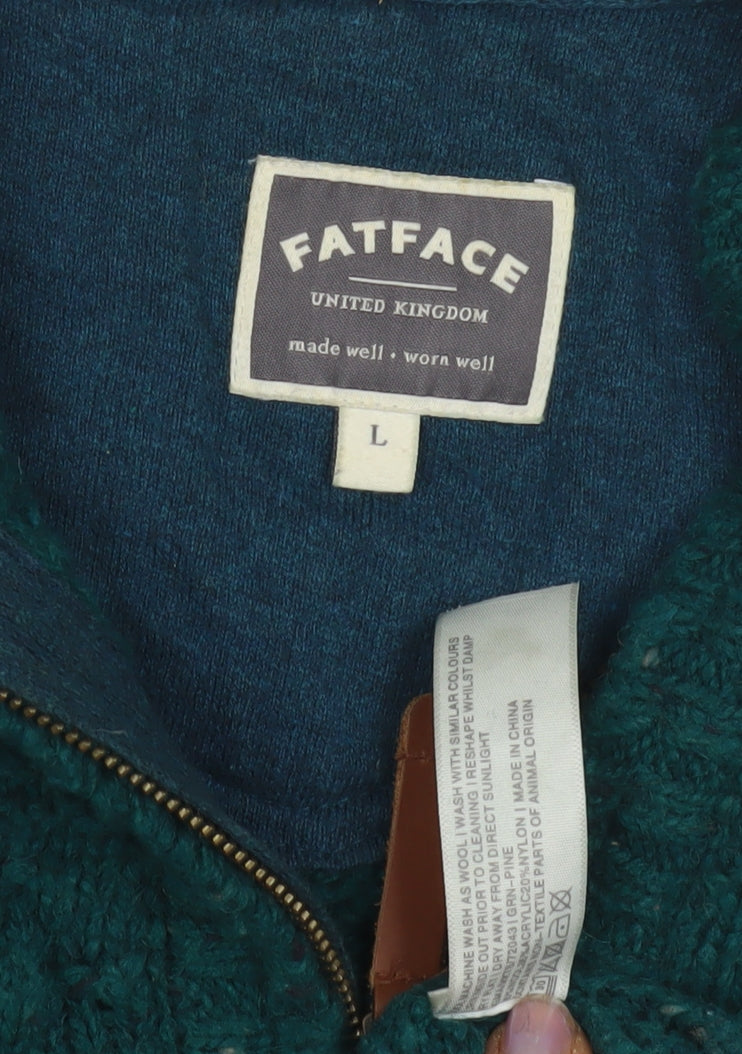 FATFACE
UNITED KINGDOM
made well • worn well
L
MACHINE WASH AS WOOL | WASH WITH SIMILAR COLOURS
OUT PRIOR TO CLEANING | RESHAPE WHILST DAMP
DRY AWAY FROM DIRECT SUNLIGHT
| GRN-PINE
ACRYLIC20%NYLON | MADE IN CHINA
NON-TEXTILE PARTS OF ANIMAL ORIGIN
30